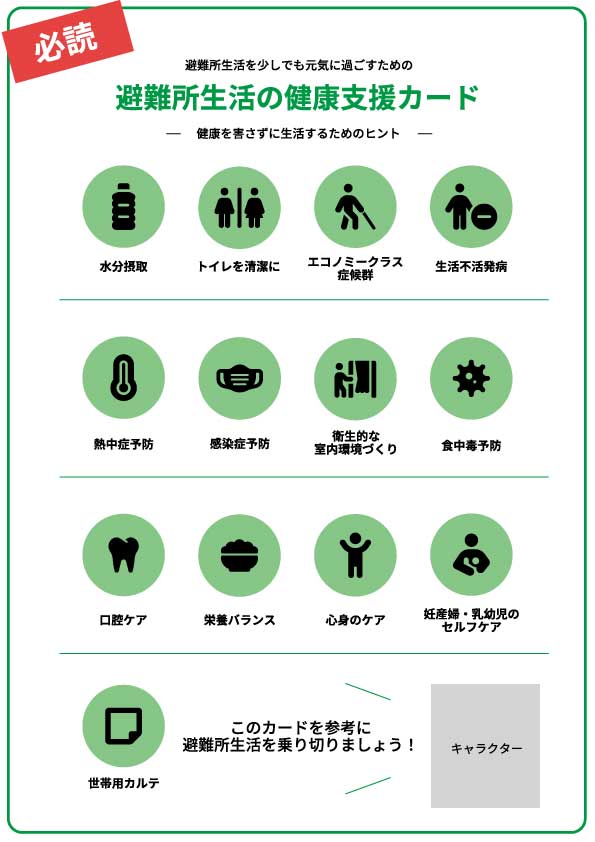 必読
避難所生活を少しでも元気に過ごすための
避難所生活の健康支援カード
健康を害さずに生活するためのヒント
水分摂取
トイレを清潔に
エコノミークラス
症候群
生活不活発病
熱中症予防
感染症予防
衛生的な
室内環境づくり
食中毒予防
口腔ケア
栄養バランス
心身のケア
妊産婦・乳幼児の
セルフケア
世帯用カルテ
このカードを参考に
避難所生活を乗り切りましょう！
キャラクター